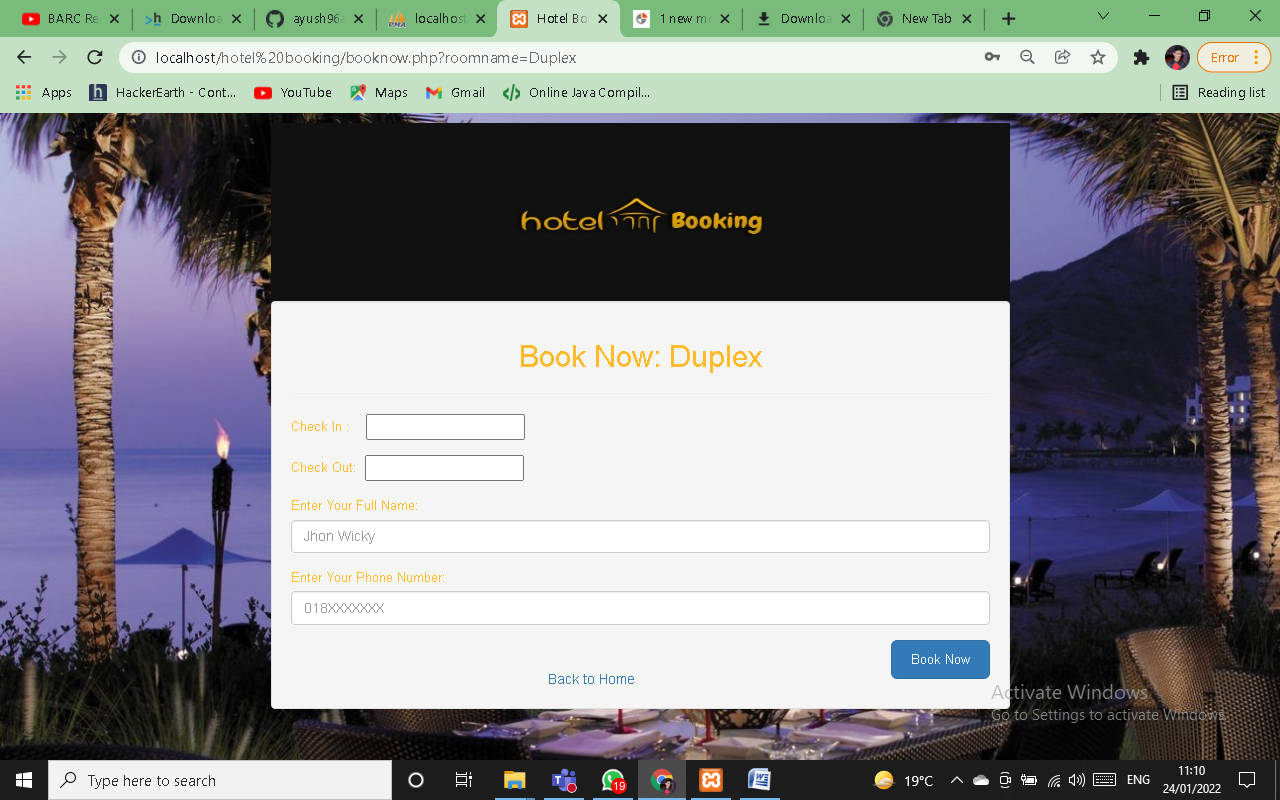 BARC Re
Downloa
ayush96a
localhost
Hotel Bo
1 new m
Downloa
New Tab
localhost/hotel%20booking/booknow.php?roomname=Duplex
Error
Apps
HackerEarth - Cont...
YouTube
Maps
Gmail
Online Java Compil...
Reading list
hotel Booking
Book Now: Duplex
Check In :
Check Out:
Enter Your Full Name:
Jhon Wicky
Enter Your Phone Number:
018XXXXXXX
Book Now
Back to Home
Activate Windows
Go to Settings to activate Windows.
Type here to search
19
19°C
ENG
11:10
24/01/2022